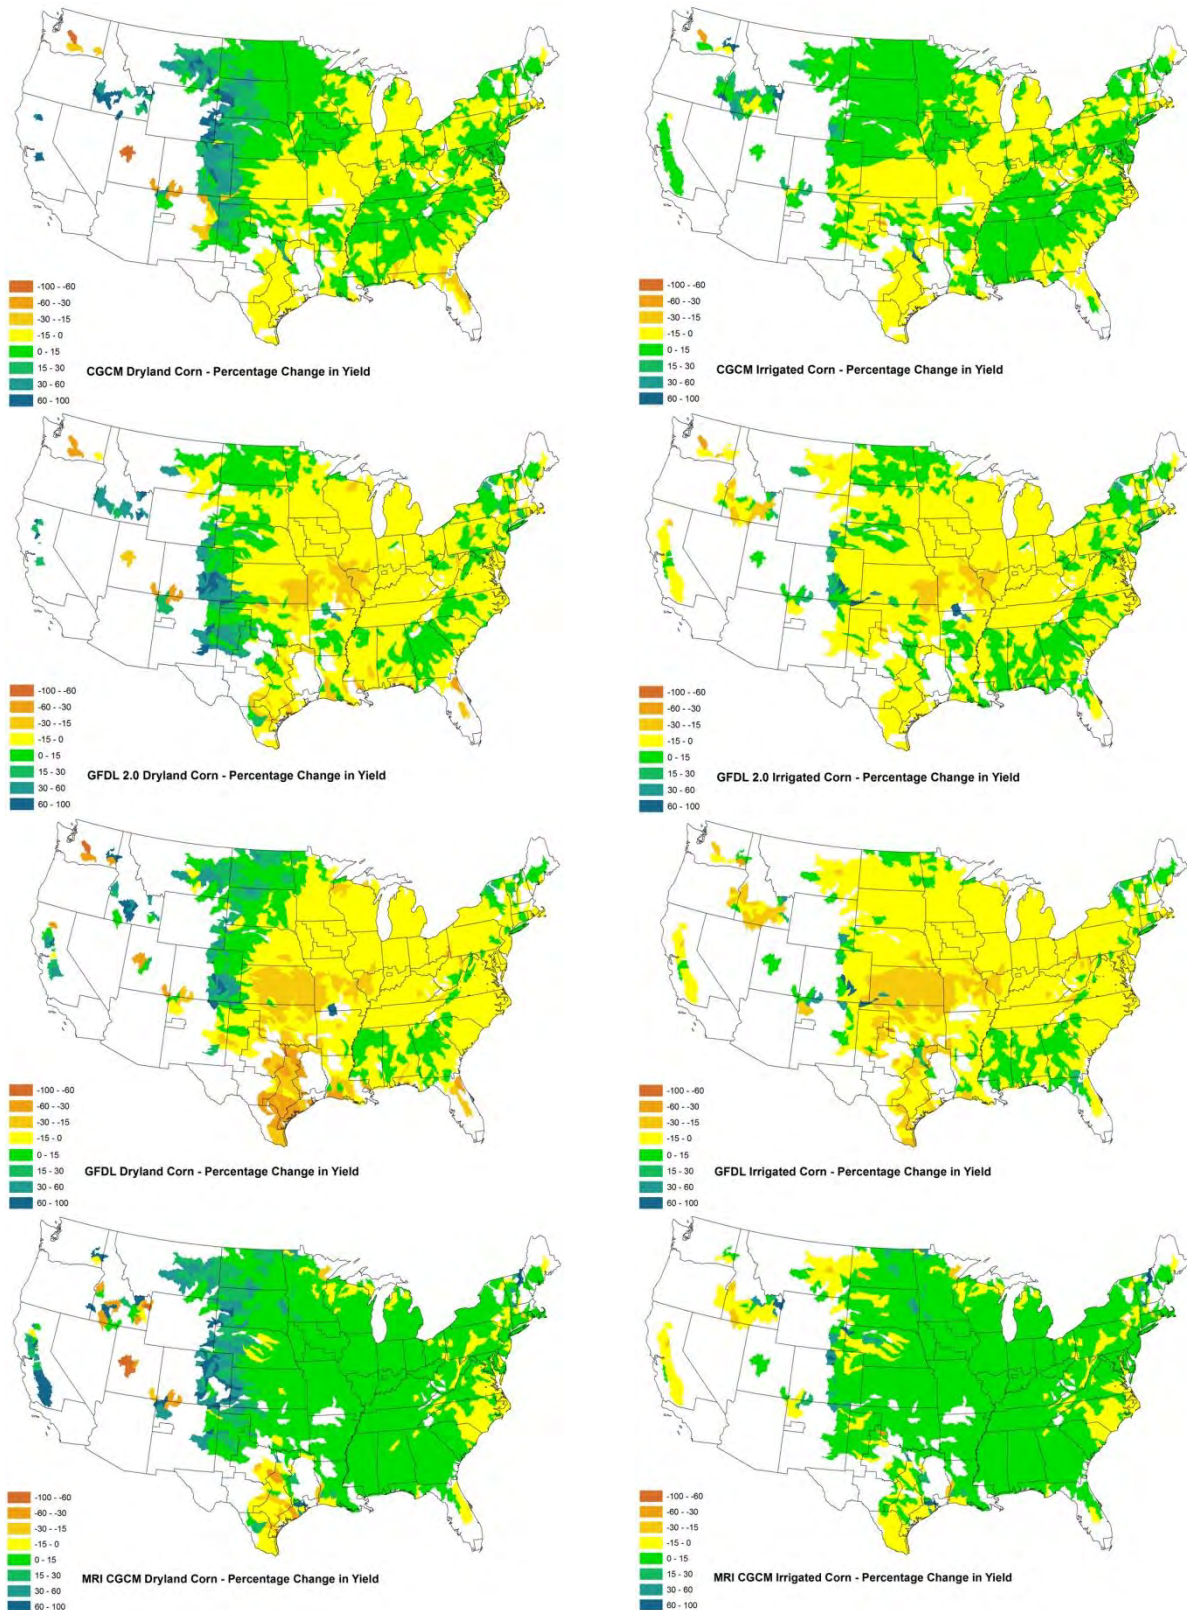 -100 - -60
-60 - -30
-30 - -15
-15 - 0
0 - 15
15 - 30
30 - 60
60 - 100
CGCM Dryland Corn - Percentage Change in Yield
-100 - -60
-60 - -30
-30 - -15
-15 - 0
0 - 15
15 - 30
30 - 60
60 - 100
CGCM Irrigated Corn - Percentage Change in Yield
-100 - -60
-60 - -30
-30 - -15
-15 - 0
0 - 15
15 - 30
30 - 60
60 - 100
GFDL 2.0 Dryland Corn - Percentage Change in Yield
-100 - -60
-60 - -30
-30 - -15
-15 - 0
0 - 15
15 - 30
30 - 60
60 - 100
GFDL 2.0 Irrigated Corn - Percentage Change in Yield
-100 - -60
-60 - -30
-30 - -15
-15 - 0
0 - 15
15 - 30
30 - 60
60 - 100
GFDL Dryland Corn - Percentage Change in Yield
-100 - -60
-60 - -30
-30 - -15
-15 - 0
0 - 15
15 - 30
30 - 60
60 - 100
GFDL Irrigated Corn - Percentage Change in Yield
-100 - -60
-60 - -30
-30 - -15
-15 - 0
0 - 15
15 - 30
30 - 60
60 - 100
MRI CGCM Dryland Corn - Percentage Change in Yield
-100 - -60
-60 - -30
-30 - -15
-15 - 0
0 - 15
15 - 30
30 - 60
60 - 100
MRI CGCM Irrigated Corn - Percentage Change in Yield